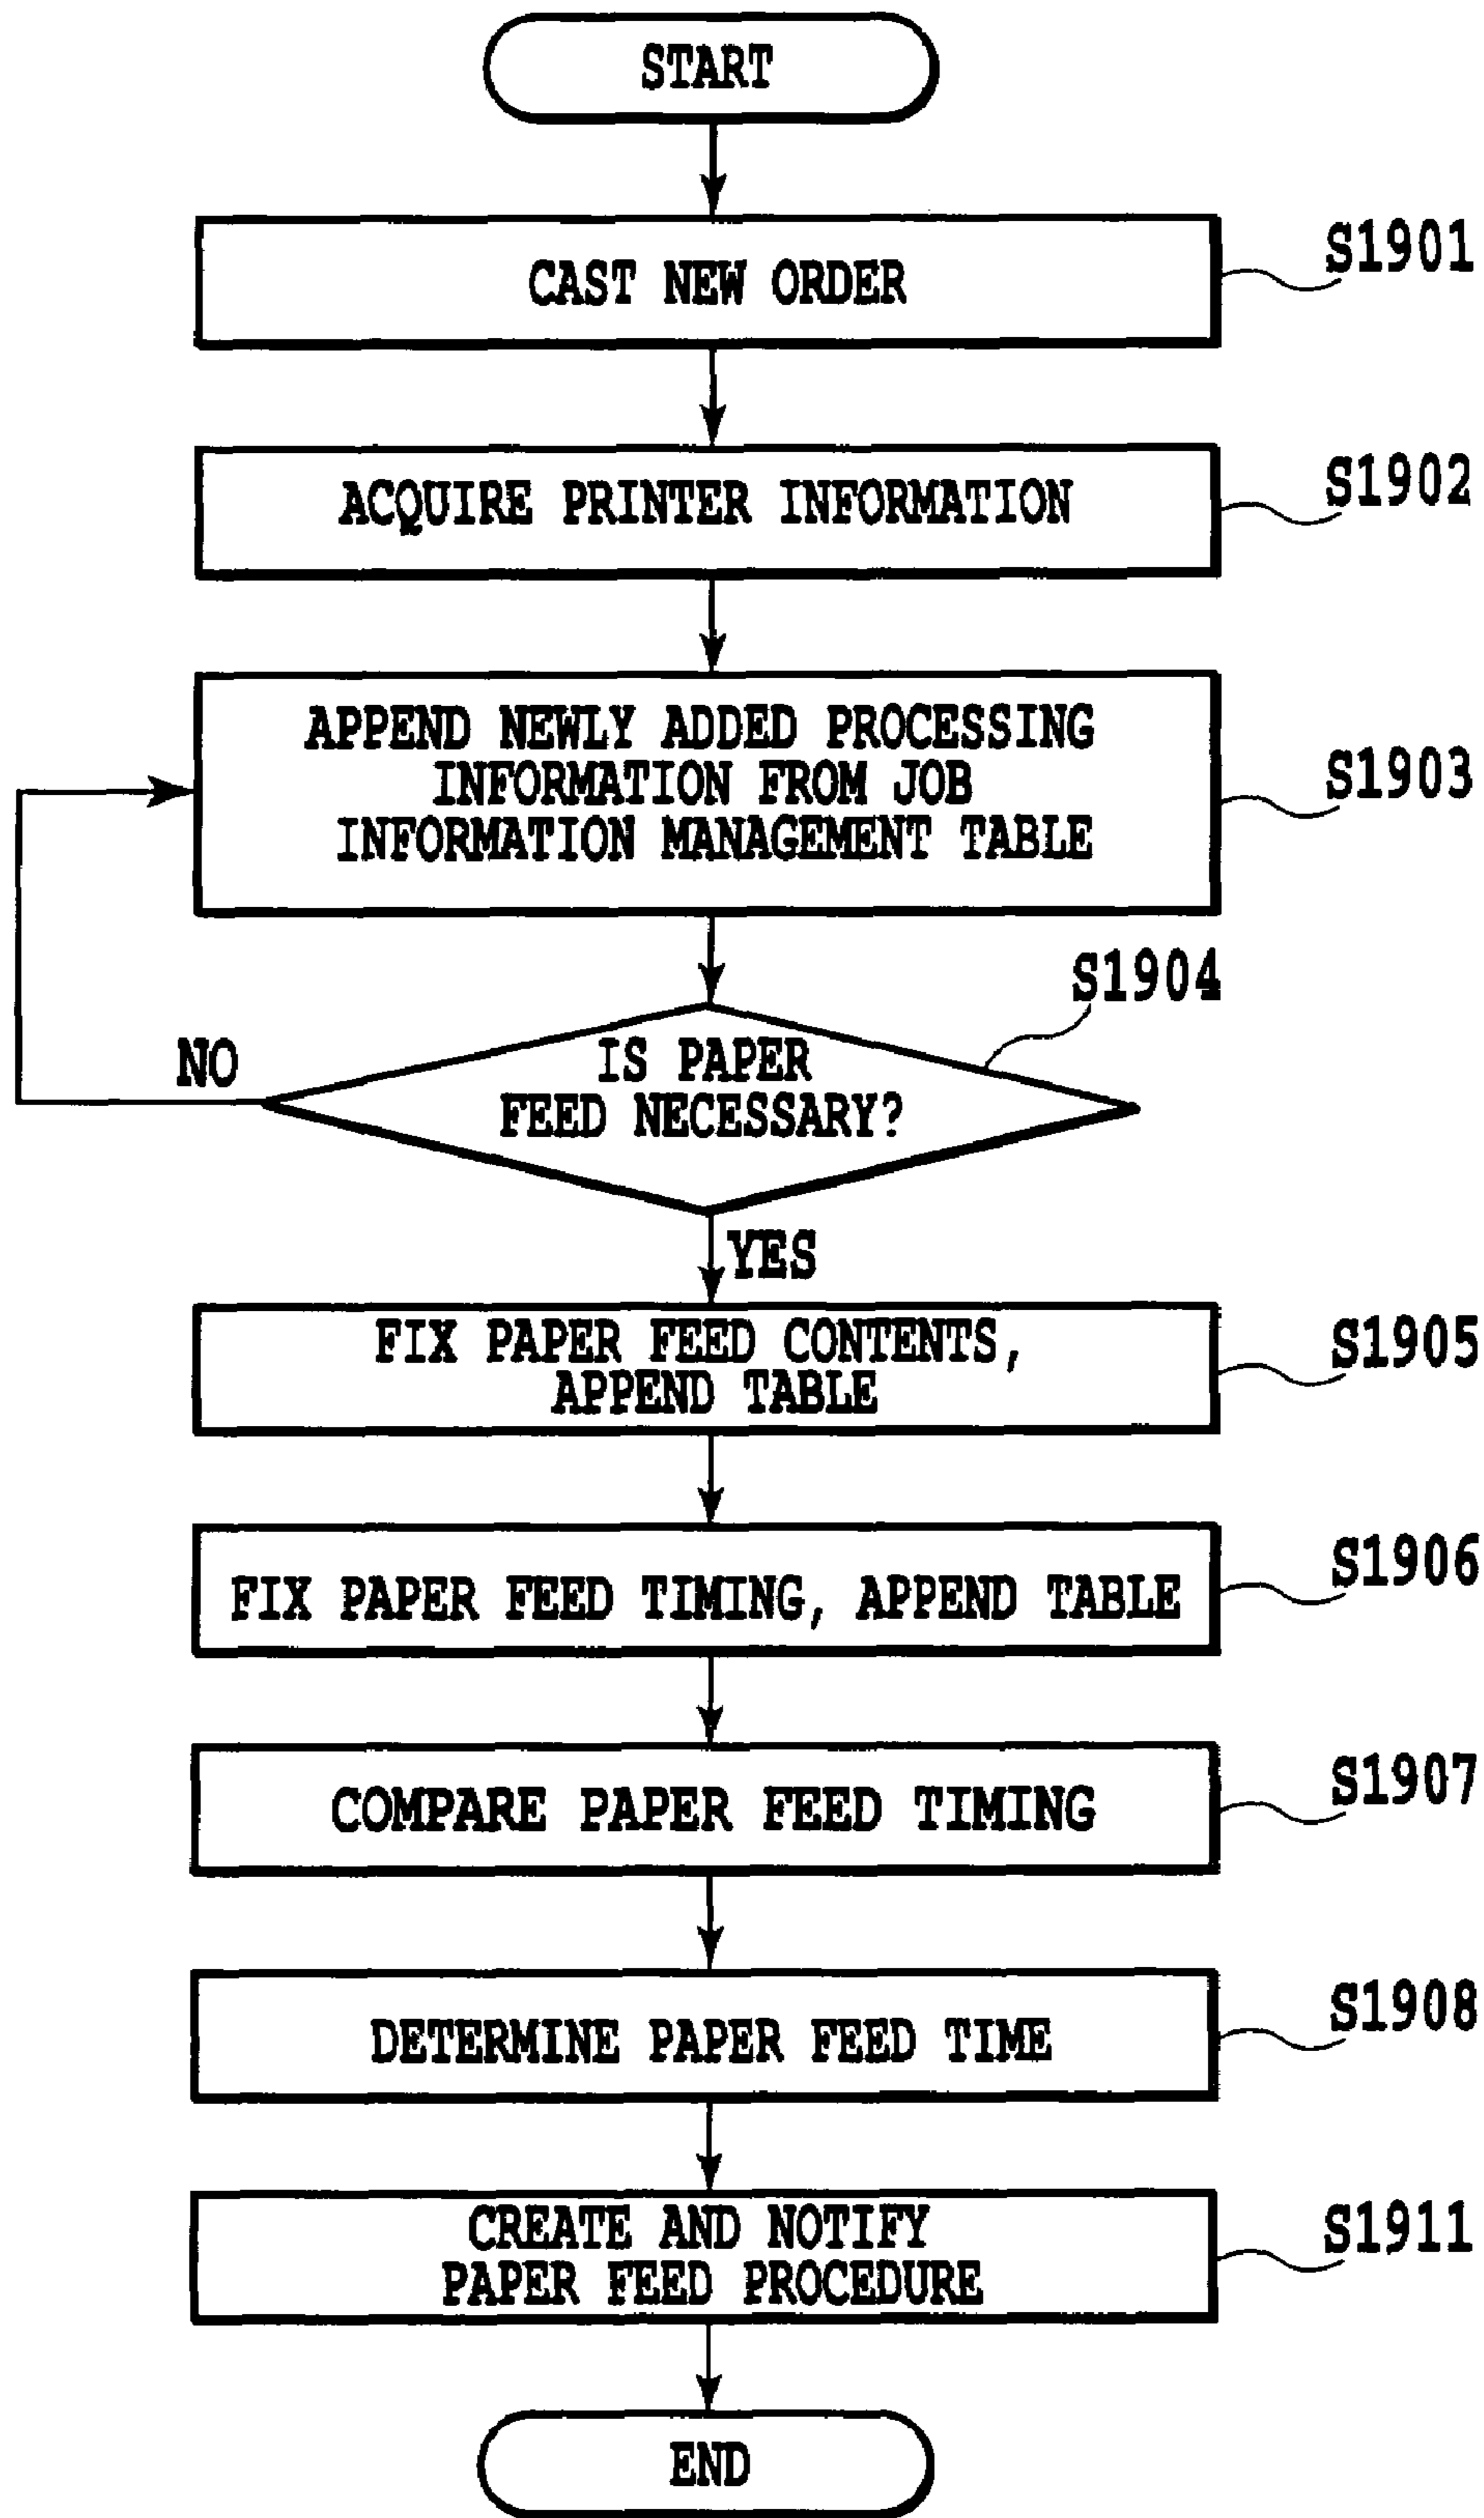 START
CAST NEW ORDER
S1901
ACQUIRE PRINTER INFORMATION
S1902
APPEND NEWLY ADDED PROCESSING
INFORMATION FROM JOB
INFORMATION MANAGEMENT TABLE
S1903
S1904
NO
IS PAPER
FEED NECESSARY?
YES
FIX PAPER FEED CONTENTS,
APPEND TABLE
S1905
FIX PAPER FEED TIMING, APPEND TABLE
S1906
COMPARE PAPER FEED TIMING
S1907
DETERMINE PAPER FEED TIME
S1908
CREATE AND NOTIFY
PAPER FEED PROCEDURE
S1911
END